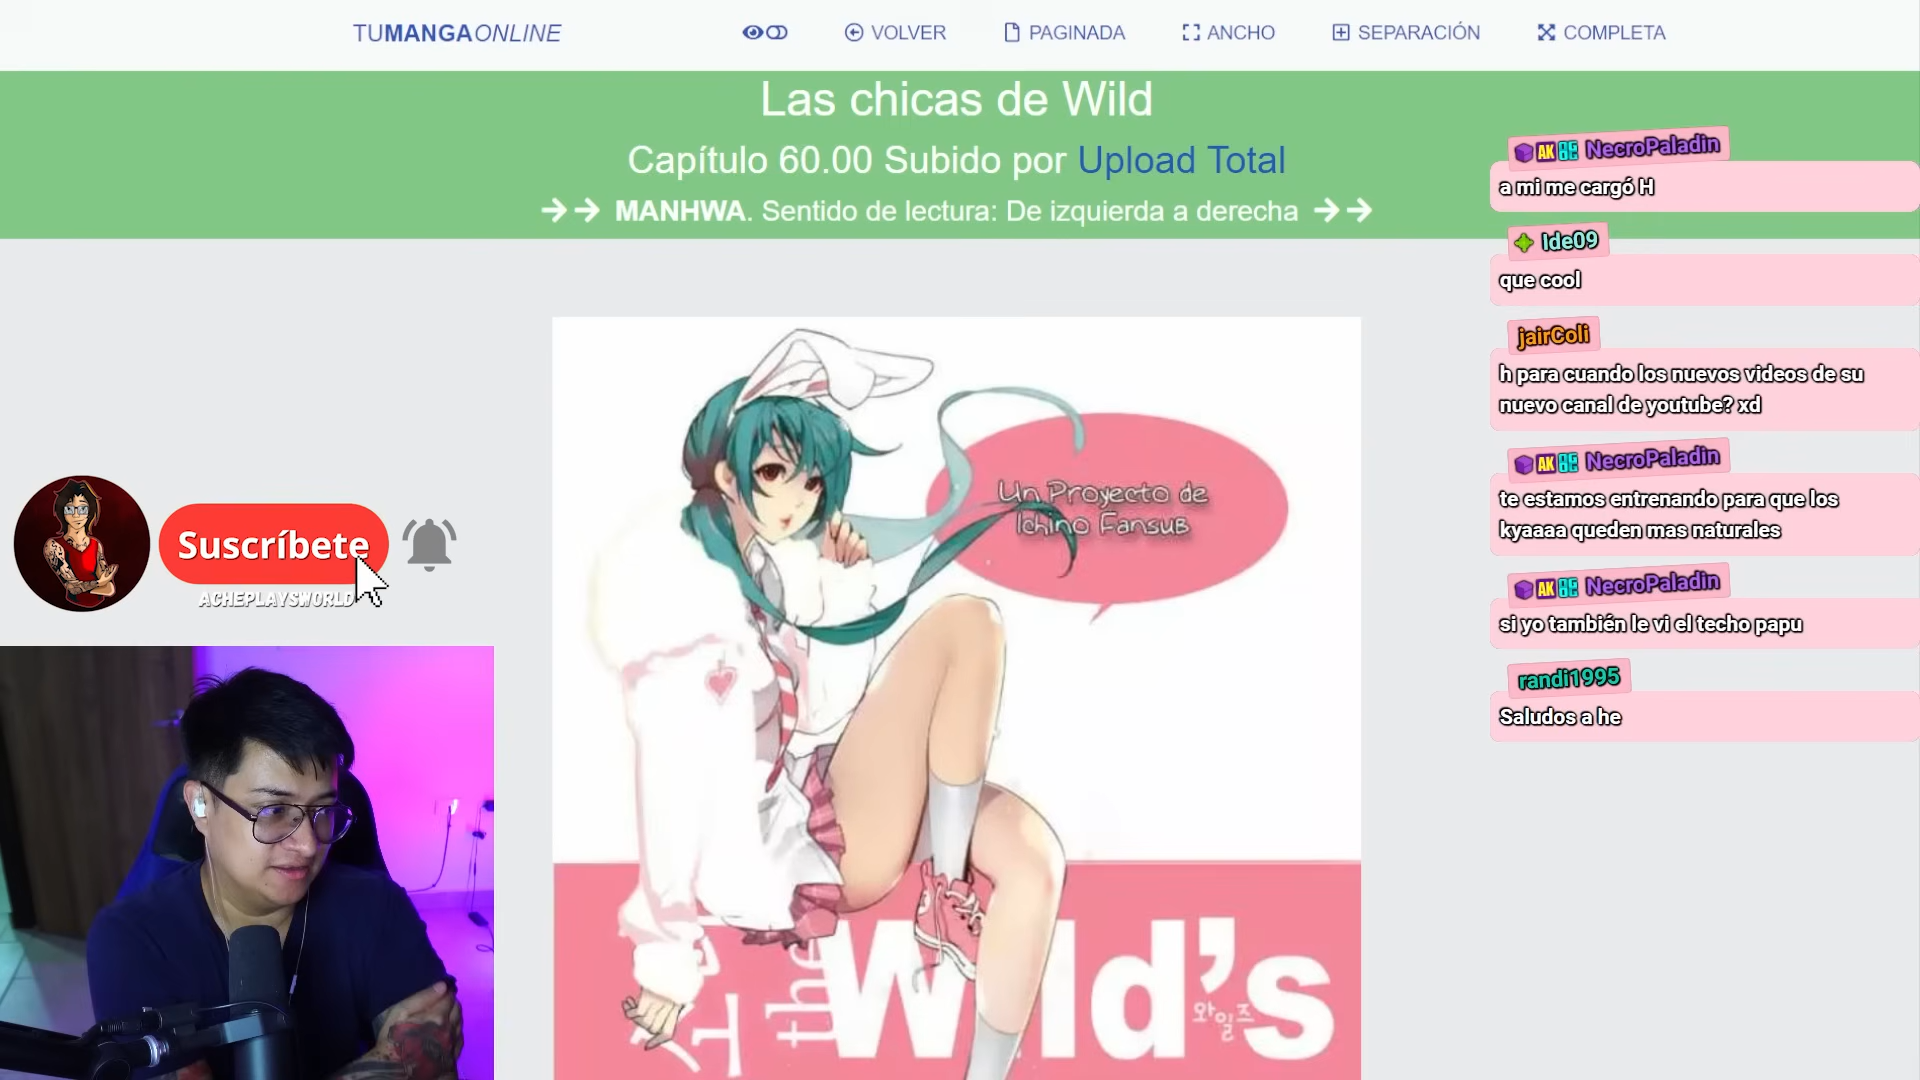 TUMANGAONLINE
VOLVER
PAGINADA
ANCHO
SEPARACIÓN
COMPLETA
Las chicas de Wild
Capítulo 60.00 Subido por Upload Total
→→ MANHWA. Sentido de lectura: De izquierda a derecha →→
Un Proyecto de
Ichino Fansub
the Wild's
와일즈
Suscríbete
ACHEPLAYSWORLD
AK NecroPaladin
a mi me cargó H
Ide09
que cool
jairColi
h para cuando los nuevos videos de su
nuevo canal de youtube? xd
AK NecroPaladin
te estamos entrenando para que los
kyaaaa queden mas naturales
AK NecroPaladin
si yo también le vi el techo papu
randi1995
Saludos a he